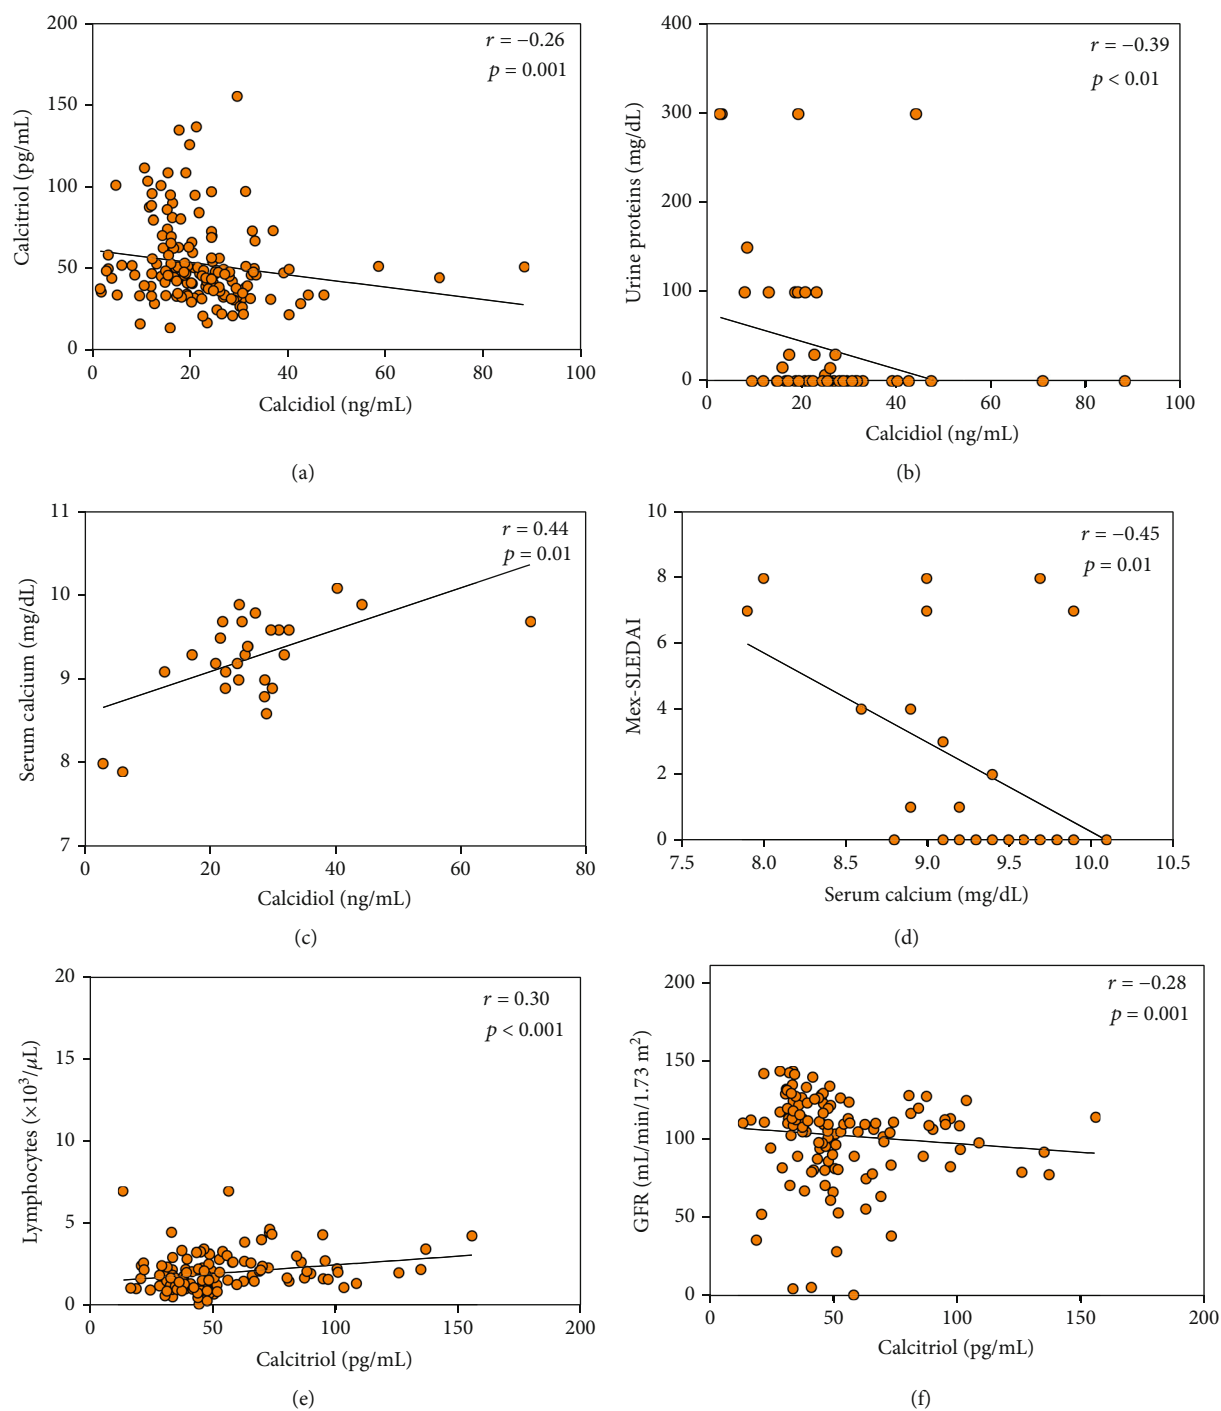 200
150
100
50
0
0 20 40 60 80 100
Calcitriol (pg/mL)
Calcidiol (ng/mL)
r = −0.26
p = 0.001
(a)
400
300
200
100
0
0 20 40 60 80 100
Urine proteins (mg/dL)
Calcidiol (ng/mL)
r = −0.39
p < 0.01
(b)
11
10
9
8
7
0 20 40 60 80
Serum calcium (mg/dL)
Calcidiol (ng/mL)
r = 0.44
p = 0.01
(c)
10
8
6
4
2
0
7.5 8.0 8.5 9.0 9.5 10.0 10.5
Mex-SLEDAI
Serum calcium (mg/dL)
r = −0.45
p = 0.01
(d)
20
15
10
5
0
0 50 100 150 200
Lymphocytes (×10³/μL)
Calcitriol (pg/mL)
r = 0.30
p < 0.001
(e)
200
150
100
50
0
0 50 100 150 200
GFR (mL/min/1.73 m²)
Calcitriol (pg/mL)
r = −0.28
p = 0.001
(f)